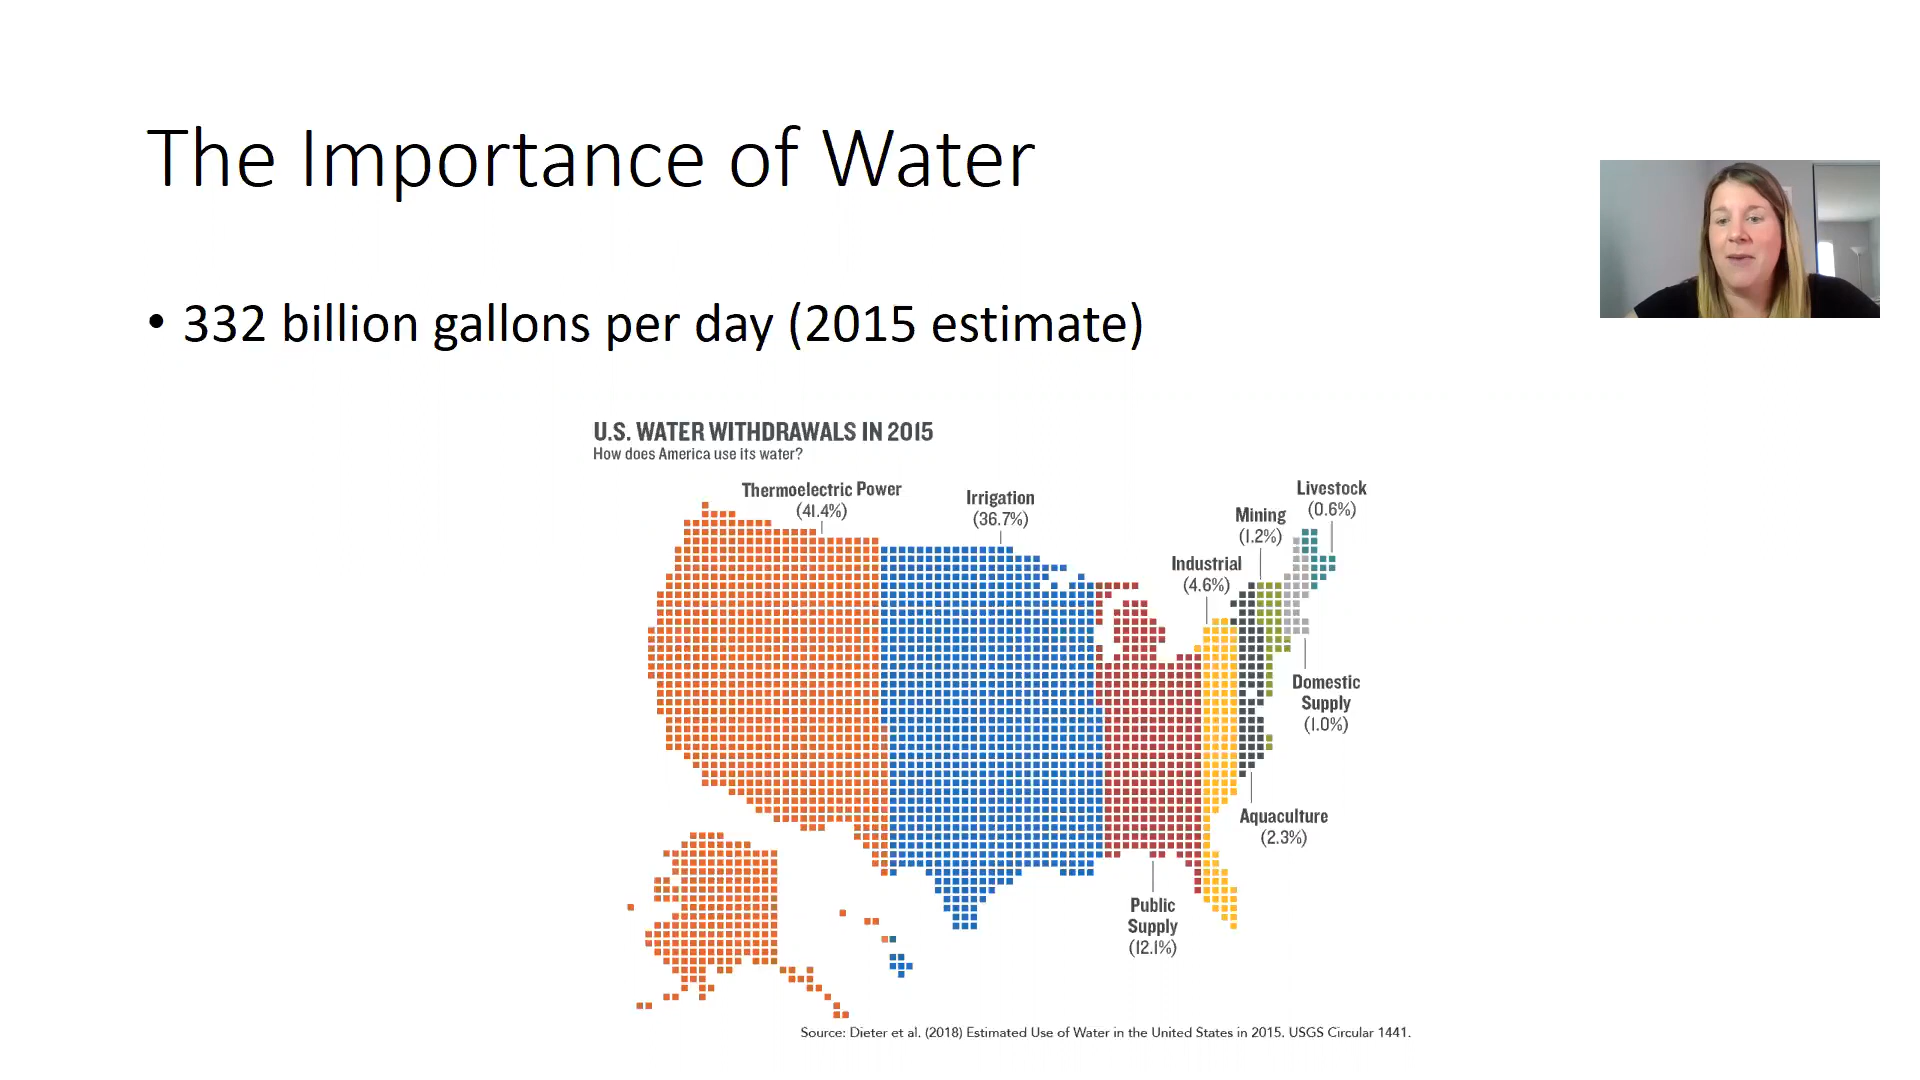 The Importance of Water
• 332 billion gallons per day (2015 estimate)
U.S. WATER WITHDRAWALS IN 2015
How does America use its water?
Thermoelectric Power
(41.4%)
Irrigation
(36.7%)
Livestock
(0.6%)
Mining
(1.2%)
Industrial
(4.6%)
Domestic
Supply
(1.0%)
Aquaculture
(2.3%)
Public
Supply
(12.1%)
Source: Dieter et al. (2018) Estimated Use of Water in the United States in 2015. USGS Circular 1441.